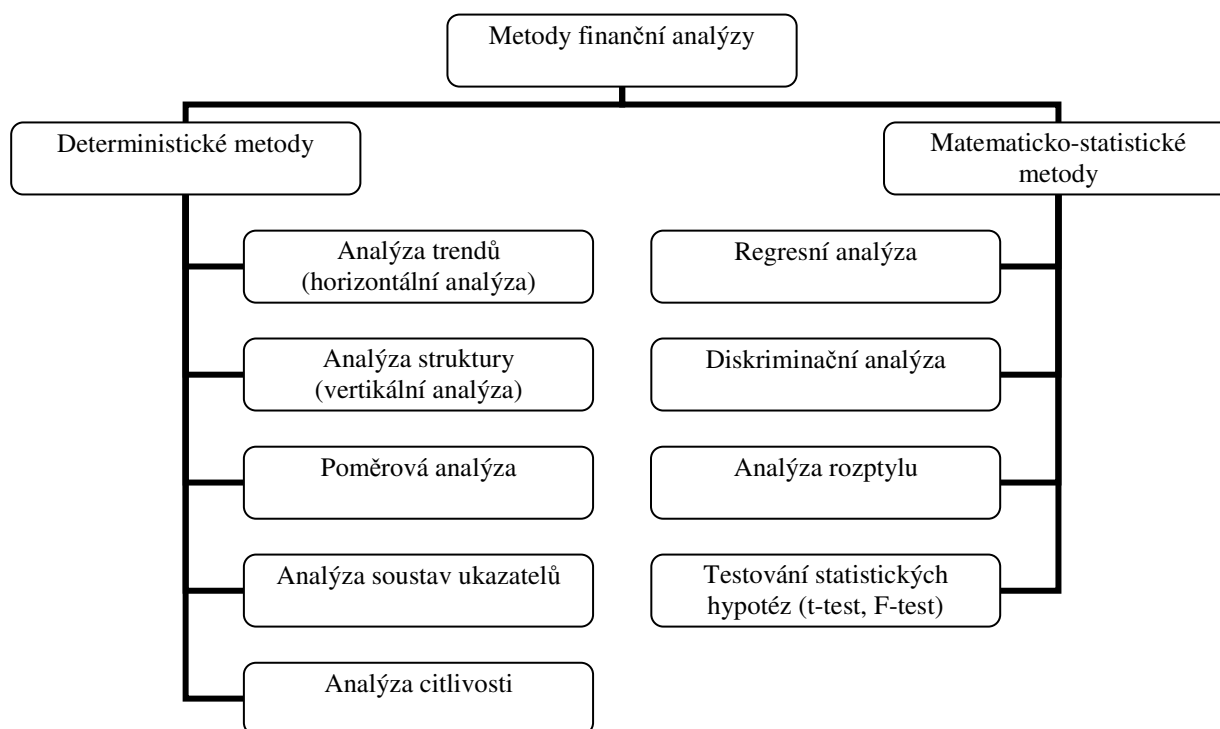 Metody finanční analýzy
Deterministické metody
Matematicko-statistické
metody
Analýza trendů
(horizontální analýza)
Regresní analýza
Analýza struktury
(vertikální analýza)
Diskriminační analýza
Poměrová analýza
Analýza rozptylu
Analýza soustav ukazatelů
Testování statistických
hypotéz (t-test, F-test)
Analýza citlivosti